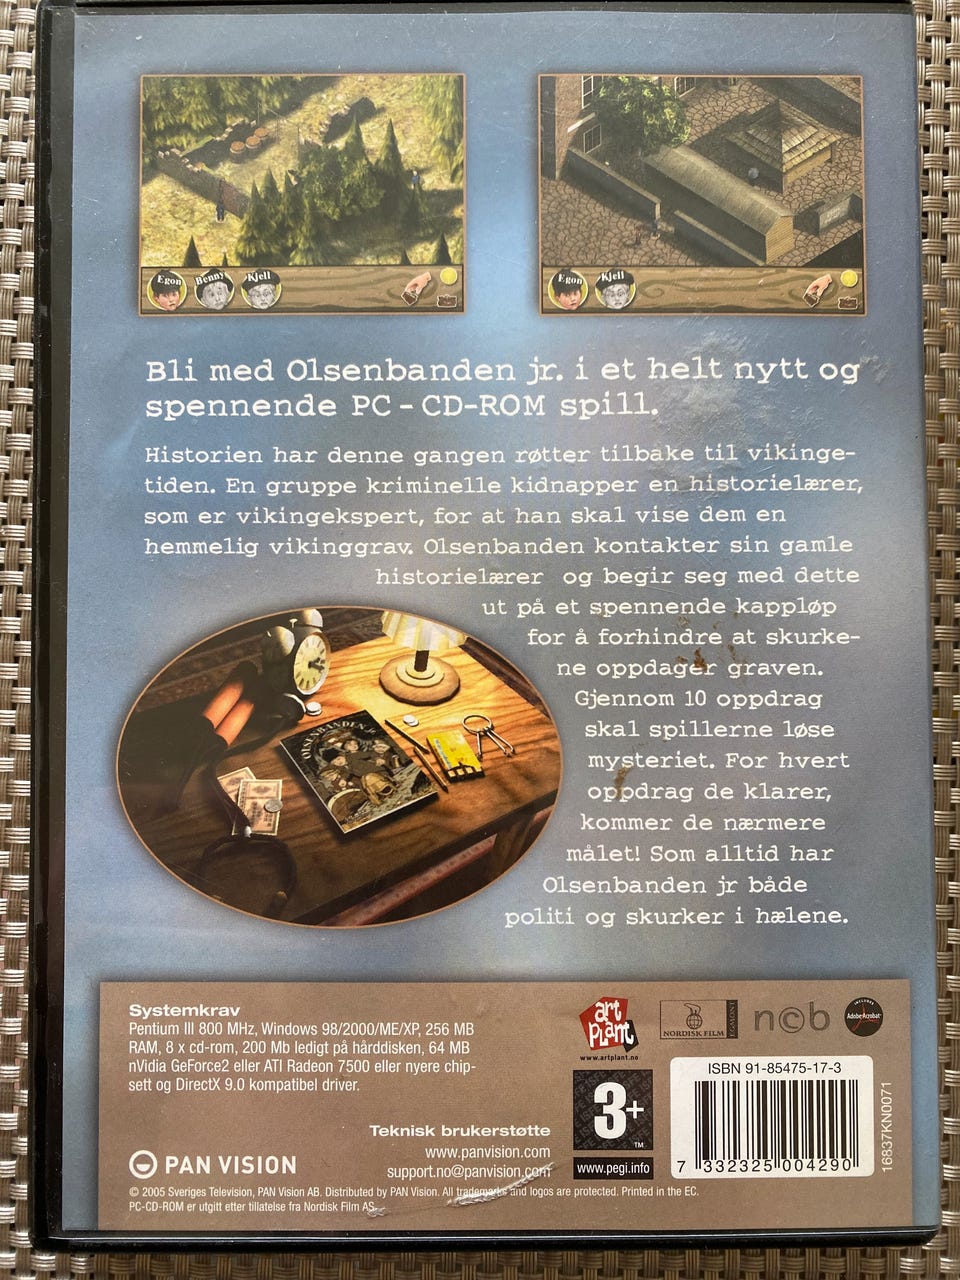 Egon Benny Kjell
Egon Kjell
Bli med Olsenbanden jr. i et helt nytt og
spennende PC - CD-ROM spill.
Historien har denne gangen røtter tilbake til vikinge-
tiden. En gruppe kriminelle kidnapper en historielærer,
som er vikingekspert, for at han skal vise dem en
hemmelig vikinggrav. Olsenbanden kontakter sin gamle
historielærer og begir seg med dette
ut på et spennende kappløp
for å forhindre at skurke-
ne oppdager graven.
Gjennom 10 oppdrag
skal spillerne løse
mysteriet. For hvert
oppdrag de klarer,
kommer de nærmere
målet! Som alltid har
Olsenbanden jr både
politi og skurker i hælene.
OLSENBANDEN
Systemkrav
Pentium III 800 MHz, Windows 98/2000/ME/XP, 256 MB
RAM, 8 x cd-rom, 200 Mb ledigt på hårddisken, 64 MB
nVidia GeForce2 eller ATI Radeon 7500 eller nyere chip-
sett og DirectX 9.0 kompatibel driver.
art
plant
www.artplant.no
NORDISK FILM
EGMONT
ncb
INCLUDES
Adobe Acrobat
Teknisk brukerstøtte
www.panvision.com
support.no@panvision.com
PAN VISION
3+
TM
www.pegi.info
ISBN 91-85475-17-3
7 332325 004290
16837KN0071
© 2005 Sveriges Television, PAN Vision AB. Distributed by PAN Vision. All trademarks and logos are protected. Printed in the EC.
PC-CD-ROM er utgitt etter tillatelse fra Nordisk Film AS.